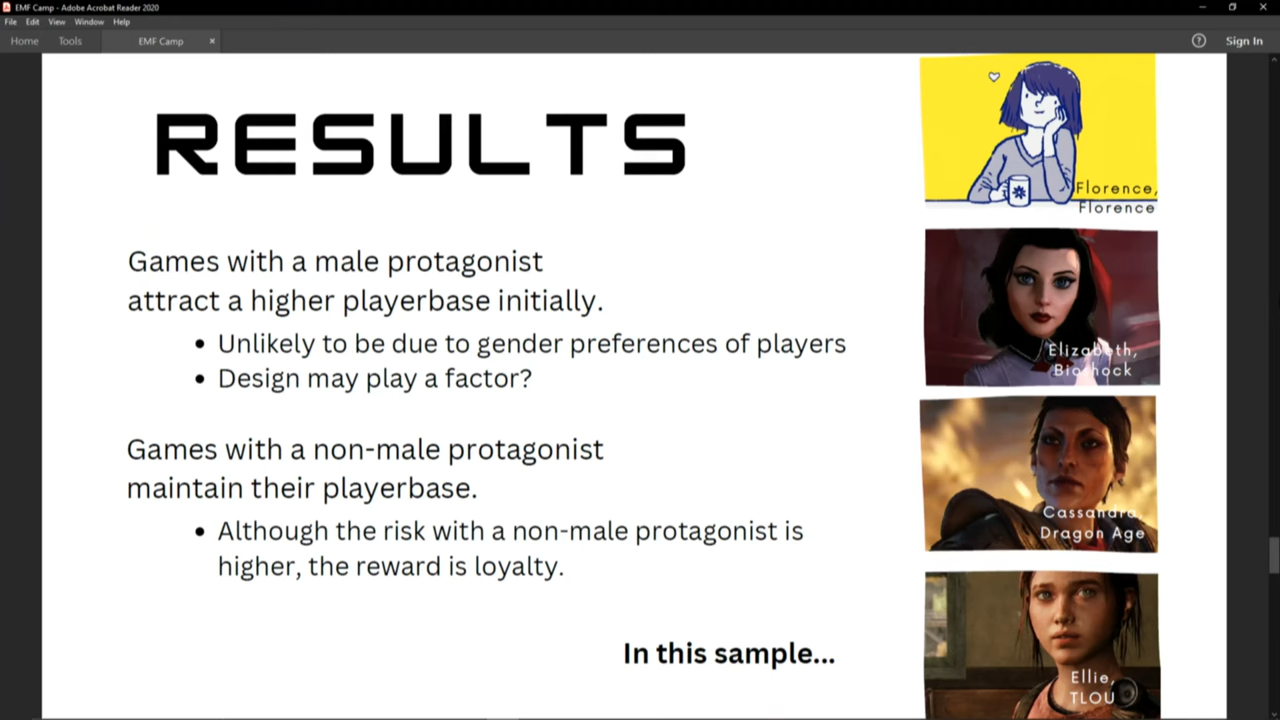 EMF Camp - Adobe Acrobat Reader 2020
File Edit View Window Help
Home Tools EMF Camp × ? Sign In
RESULTS
Games with a male protagonist
attract a higher playerbase initially.
• Unlikely to be due to gender preferences of players
• Design may play a factor?
Games with a non-male protagonist
maintain their playerbase.
• Although the risk with a non-male protagonist is
higher, the reward is loyalty.
In this sample...
Florence,
Florence
Elizabeth,
Bioshock
Cassandra,
Dragon Age
Ellie,
TLOU